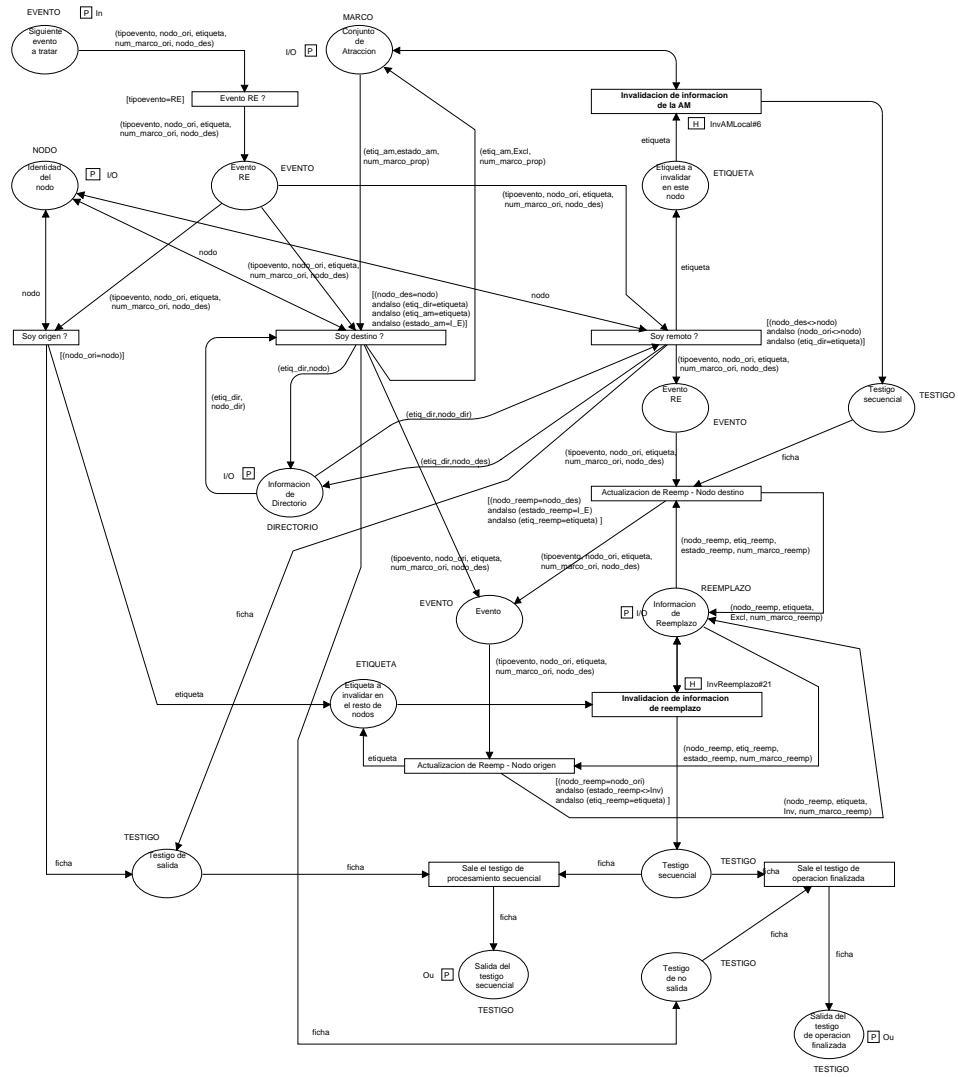 EVENTO
P In
Siguiente
evento
a tratar
(tipoevento, nodo_ori, etiqueta,
num_marco_ori, nodo_des)
MARCO
I/O P
Conjunto
de
Atraccion
[tipoevento=RE]
Evento RE ?
Invalidacion de informacion
de la AM
H InvAMLocal#6
(tipoevento, nodo_ori, etiqueta,
num_marco_ori, nodo_des)
etiqueta
NODO
Identidad
del
nodo
P I/O
Evento
RE
EVENTO
(etiq_am,estado_am,
num_marco_prop)
(etiq_am,Excl,
num_marco_prop)
Etiqueta a
invalidar
en este
nodo
ETIQUETA
(tipoevento, nodo_ori, etiqueta,
num_marco_ori, nodo_des)
nodo
(tipoevento, nodo_ori, etiqueta,
num_marco_ori, nodo_des)
etiqueta
nodo
(tipoevento, nodo_ori, etiqueta,
num_marco_ori, nodo_des)
[(nodo_des=nodo)
andalso (etiq_dir=etiqueta)
andalso (etiq_am=etiqueta)
andalso (estado_am=I_E)]
nodo
[(nodo_des<>nodo)
andalso (nodo_ori<>nodo)
andalso (etiq_dir=etiqueta)]
Soy origen ?
Soy destino ?
Soy remoto ?
[(nodo_ori=nodo)]
(etiq_dir,nodo)
(tipoevento, nodo_ori, etiqueta,
num_marco_ori, nodo_des)
(etiq_dir,
nodo_dir)
(etiq_dir,nodo_dir)
Evento
RE
EVENTO
Testigo
secuencial
TESTIGO
(etiq_dir,nodo_des)
(tipoevento, nodo_ori, etiqueta,
num_marco_ori, nodo_des)
ficha
I/O P
Informacion
de
Directorio
DIRECTORIO
Actualizacion de Reemp - Nodo destino
[(nodo_reemp=nodo_des)
andalso (estado_reemp=I_E)
andalso (etiq_reemp=etiqueta) ]
(nodo_reemp, etiq_reemp,
estado_reemp, num_marco_reemp)
(tipoevento, nodo_ori, etiqueta,
num_marco_ori, nodo_des)
(tipoevento, nodo_ori, etiqueta,
num_marco_ori, nodo_des)
REEMPLAZO
EVENTO
Evento
P I/O
Informacion
de
Reemplazo
(nodo_reemp, etiqueta,
Excl, num_marco_reemp)
ficha
(tipoevento, nodo_ori, etiqueta,
num_marco_ori, nodo_des)
ETIQUETA
Etiqueta a
invalidar en
el resto de
nodos
etiqueta
H InvReemplazo#21
Invalidacion de informacion
de reemplazo
etiqueta
Actualizacion de Reemp - Nodo origen
(nodo_reemp, etiq_reemp,
estado_reemp, num_marco_reemp)
[(nodo_reemp=nodo_ori)
andalso (estado_reemp<>Inv)
andalso (etiq_reemp=etiqueta) ]
(nodo_reemp, etiqueta,
Inv, num_marco_reemp)
TESTIGO
Testigo de
salida
ficha
ficha
Sale el testigo de
procesamiento secuencial
ficha
Testigo
secuencial
TESTIGO
ficha
Sale el testigo de
operacion finalizada
ficha
ficha
ficha
Ou P
Salida del
testigo
secuencial
TESTIGO
Testigo
de no
salida
TESTIGO
ficha
Salida del
testigo
de operacion
finalizada
P Ou
TESTIGO